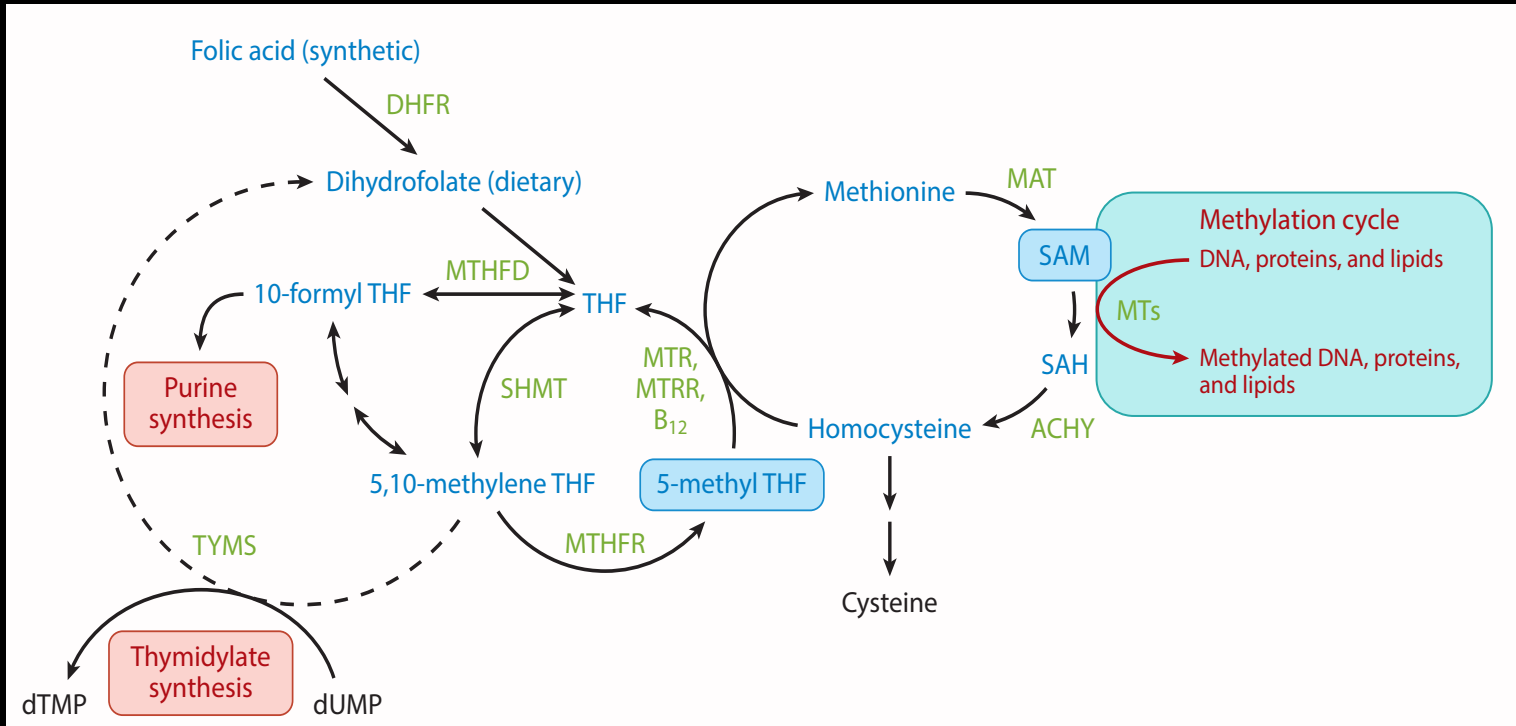 Folic acid (synthetic)
DHFR
Dihydrofolate (dietary)
Methionine
MAT
Methylation cycle
SAM
DNA, proteins, and lipids
MTHFD
10-formyl THF
THF
MTs
MTR,
MTRR,
B₁₂
SAH
Methylated DNA, proteins,
and lipids
Purine
synthesis
SHMT
Homocysteine
ACHY
5,10-methylene THF
5-methyl THF
TYMS
MTHFR
Cysteine
Thymidylate
synthesis
dTMP
dUMP